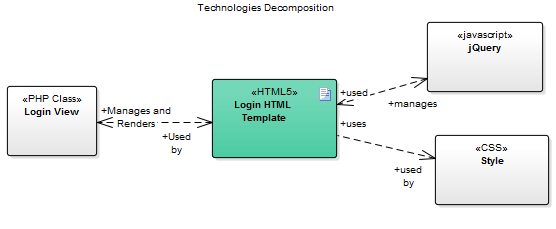 Technologies Decomposition
«javascript»
jQuery
+used
+manages
«PHP Class»
Login View
+Manages and
Renders
+Used
by
«HTML5»
Login HTML
Template
+uses
+used
by
«CSS»
Style